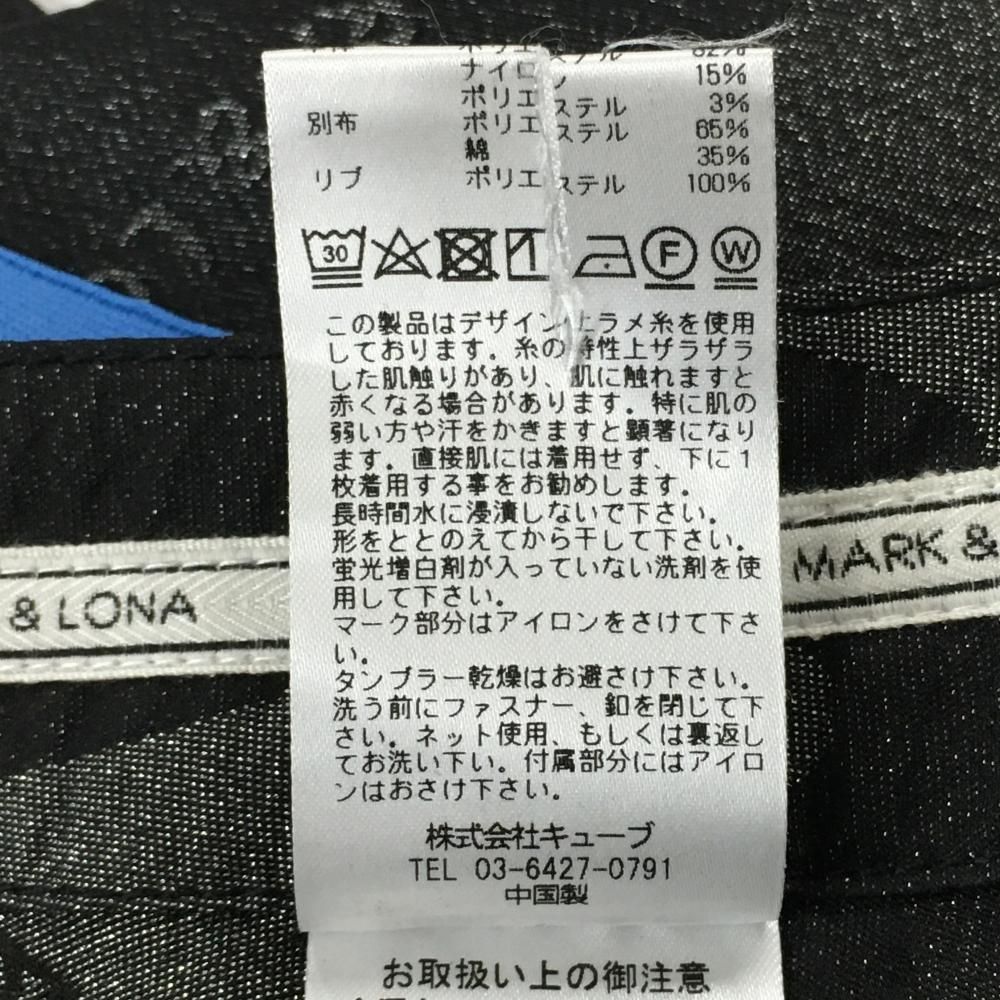 82%
ナイロン 15%
ポリエステル 3%
別布 ポリエステル 65%
綿 35%
リブ ポリエステル 100%
30 F W
この製品はデザイン上ラメ糸を使用
しております。糸の特性上ザラザラ
した肌触りがあり、肌に触れますと
赤くなる場合があります。特に肌の
弱い方や汗をかきますと顕著になり
ます。直接肌には着用せず、下に1
枚着用する事をお勧めします。
長時間水に浸漬しないで下さい。
形をととのえてから干して下さい。
蛍光増白剤が入っていない洗剤を使
用して下さい。
マーク部分はアイロンをさけて下さ
い。
タンブラー乾燥はお避さけ下さい。
洗う前にファスナー、釦を閉じて下
さい。ネット使用、もしくは裏返し
てお洗い下い。付属部分にはアイロ
ンはおさけ下さい。
株式会社キューブ
TEL 03-6427-0791
中国製
お取扱い上の御注意
& LONA
MARK &